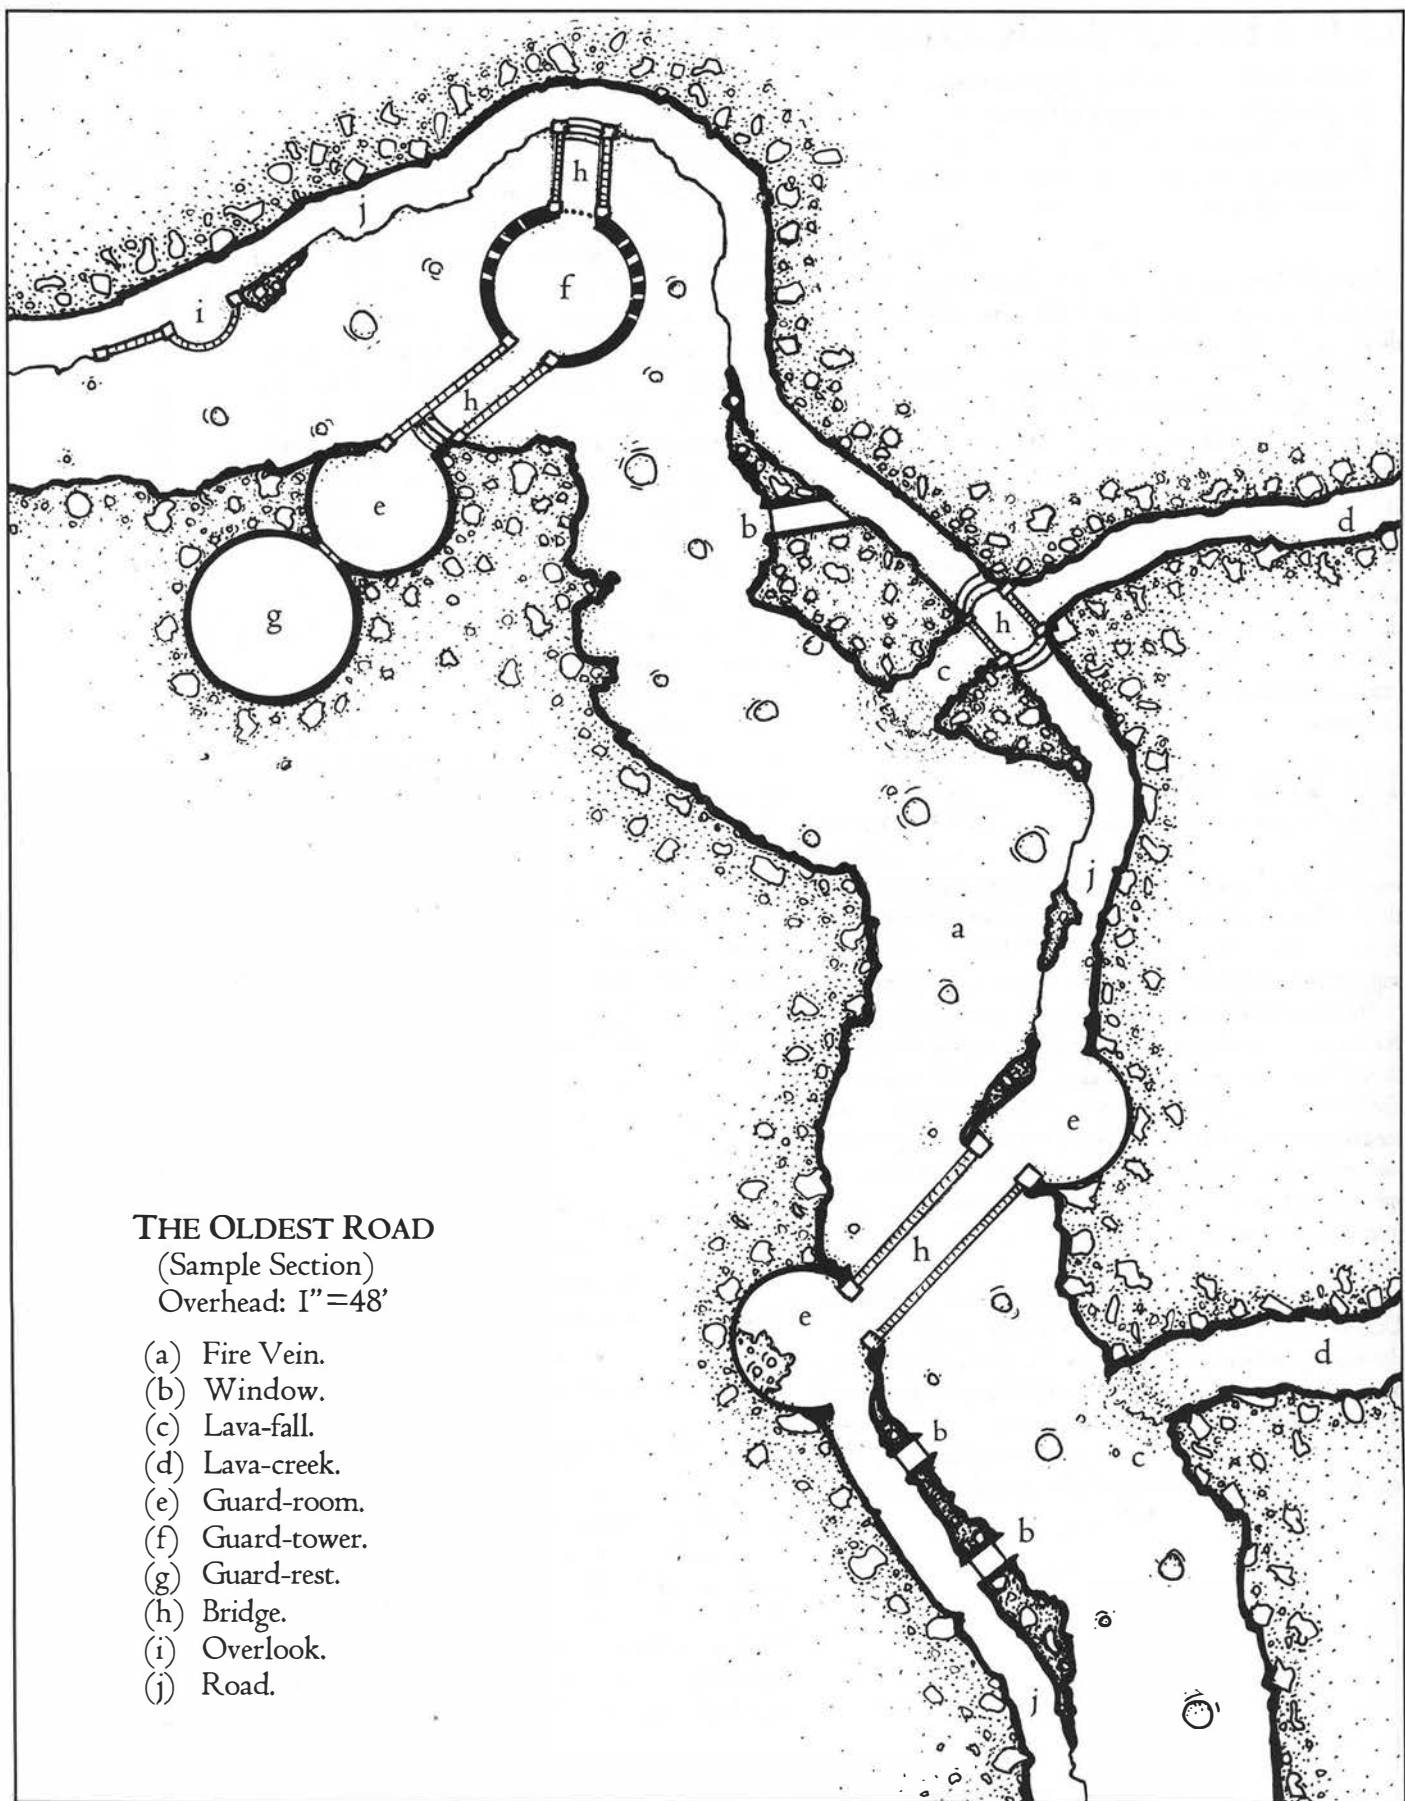 h
j
f
i
h
e
b
d
g
h
c
j
a
e
h
e
d
b
c
b
j
THE OLDEST ROAD
(Sample Section)
Overhead: 1"=48'
(a) Fire Vein.
(b) Window.
(c) Lava-fall.
(d) Lava-creek.
(e) Guard-room.
(f) Guard-tower.
(g) Guard-rest.
(h) Bridge.
(i) Overlook.
(j) Road.